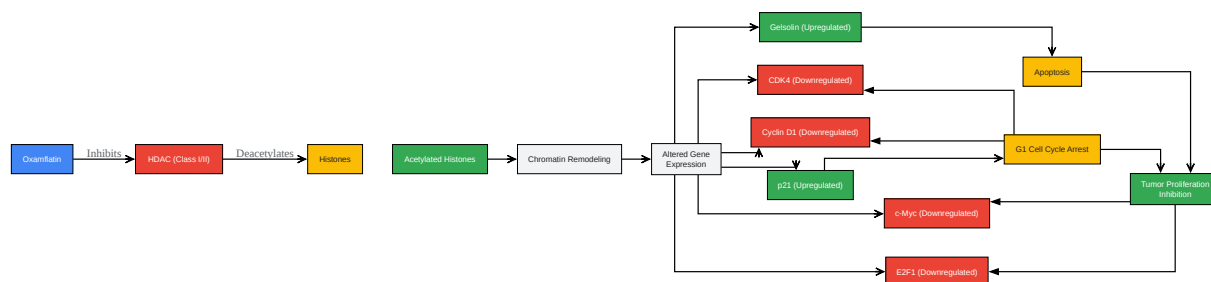 Oxamflatin
Inhibits
HDAC (Class I/II)
Deacetylates
Histones
Acetylated Histones
Chromatin Remodeling
Altered Gene
Expression
Gelsolin (Upregulated)
CDK4 (Downregulated)
Cyclin D1 (Downregulated)
p21 (Upregulated)
c-Myc (Downregulated)
E2F1 (Downregulated)
Apoptosis
G1 Cell Cycle Arrest
Tumor Proliferation
Inhibition